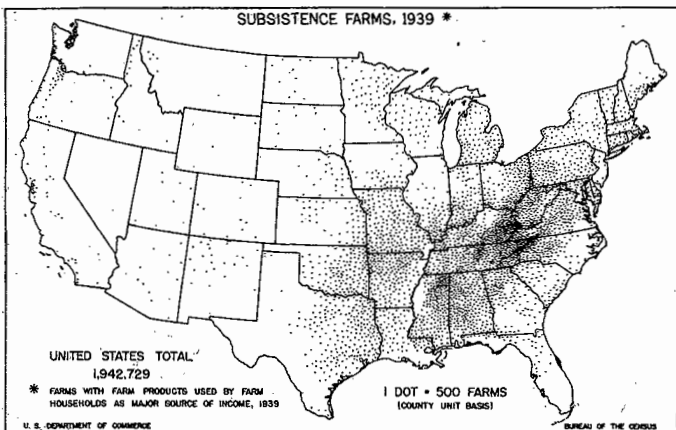 SUBSISTENCE FARMS, 1939 *
UNITED STATES TOTAL
1,942,729
* FARMS WITH FARM PRODUCTS USED BY FARM
HOUSEHOLDS AS MAJOR SOURCE OF INCOME, 1939
1 DOT = 500 FARMS
(COUNTY UNIT BASIS)
U. S. DEPARTMENT OF COMMERCE
BUREAU OF THE CENSUS